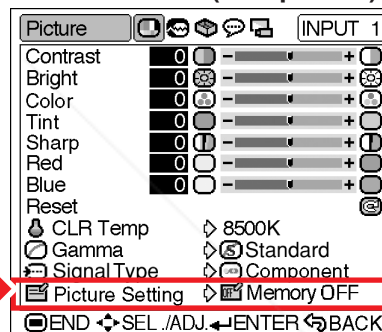 Picture INPUT 1
Contrast 0 - +
Bright 0 - +
Color 0 - +
Tint 0 - +
Sharp 0 - +
Red 0 - +
Blue 0 - +
Reset
CLR Temp 8500K
Gamma Standard
Signal Type Component
Picture Setting OFF Memory OFF
END SEL./ADJ. ENTER BACK